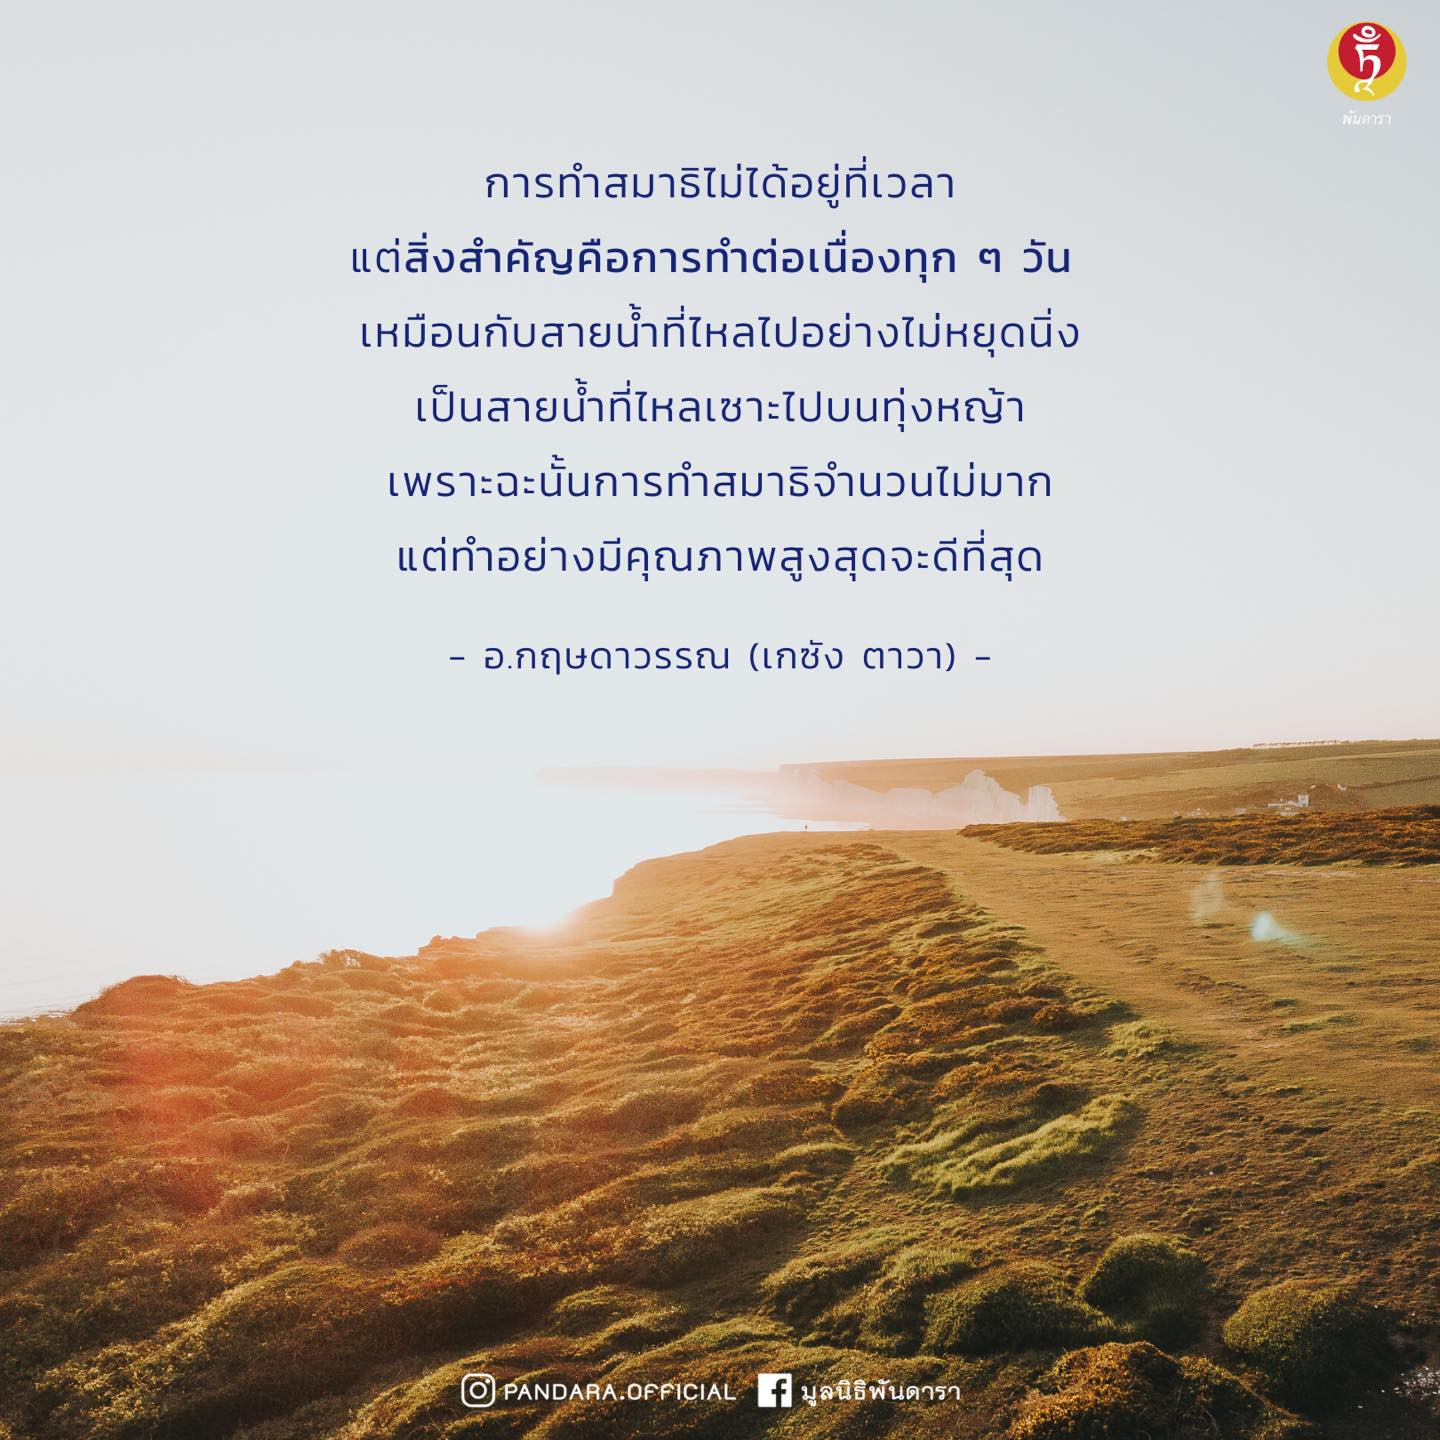 พันดารา
การทำสมาธิไม่ได้อยู่ที่เวลา
แต่สิ่งสำคัญคือการทำต่อเนื่องทุก ๆ วัน
เหมือนกับสายน้ำที่ไหลไปอย่างไม่หยุดนิ่ง
เป็นสายน้ำที่ไหลเซาะไปบนทุ่งหญ้า
เพราะฉะนั้นการทำสมาธิจำนวนไม่มาก
แต่ทำอย่างมีคุณภาพสูงสุดจะดีที่สุด
– อ.กฤษดาวรรณ (เกซัง ตาวา) –
PANDARA.OFFICIAL มูลนิธิพันดารา